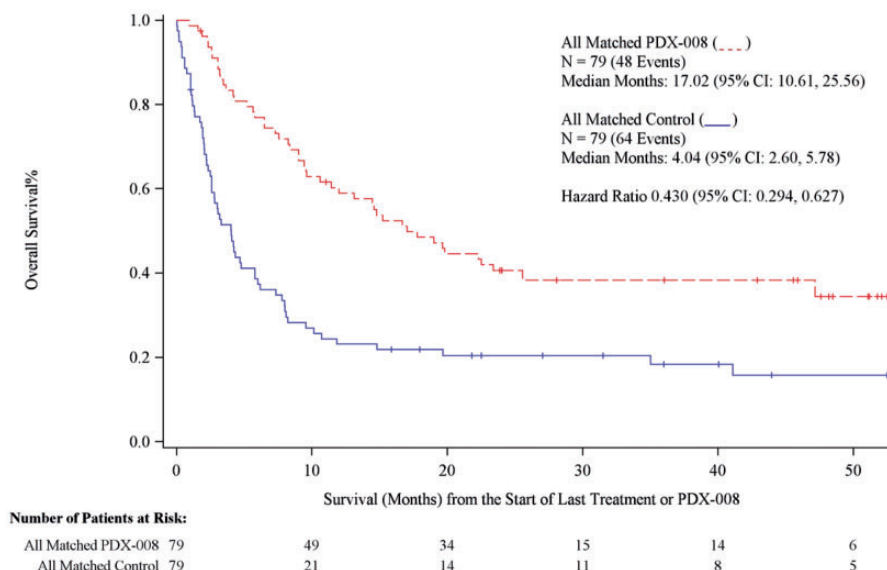 1.0
0.8
0.6
0.4
0.2
0.0
Overall Survival%
All Matched PDX-008 (_ _ _ _)
N = 79 (48 Events)
Median Months: 17.02 (95% CI: 10.61, 25.56)
All Matched Control (____)
N = 79 (64 Events)
Median Months: 4.04 (95% CI: 2.60, 5.78)
Hazard Ratio 0.430 (95% CI: 0.294, 0.627)
0 10 20 30 40 50
Survival (Months) from the Start of Last Treatment or PDX-008
Number of Patients at Risk:
All Matched PDX-008 79 49 34 15 14 6
All Matched Control 79 21 14 11 8 5